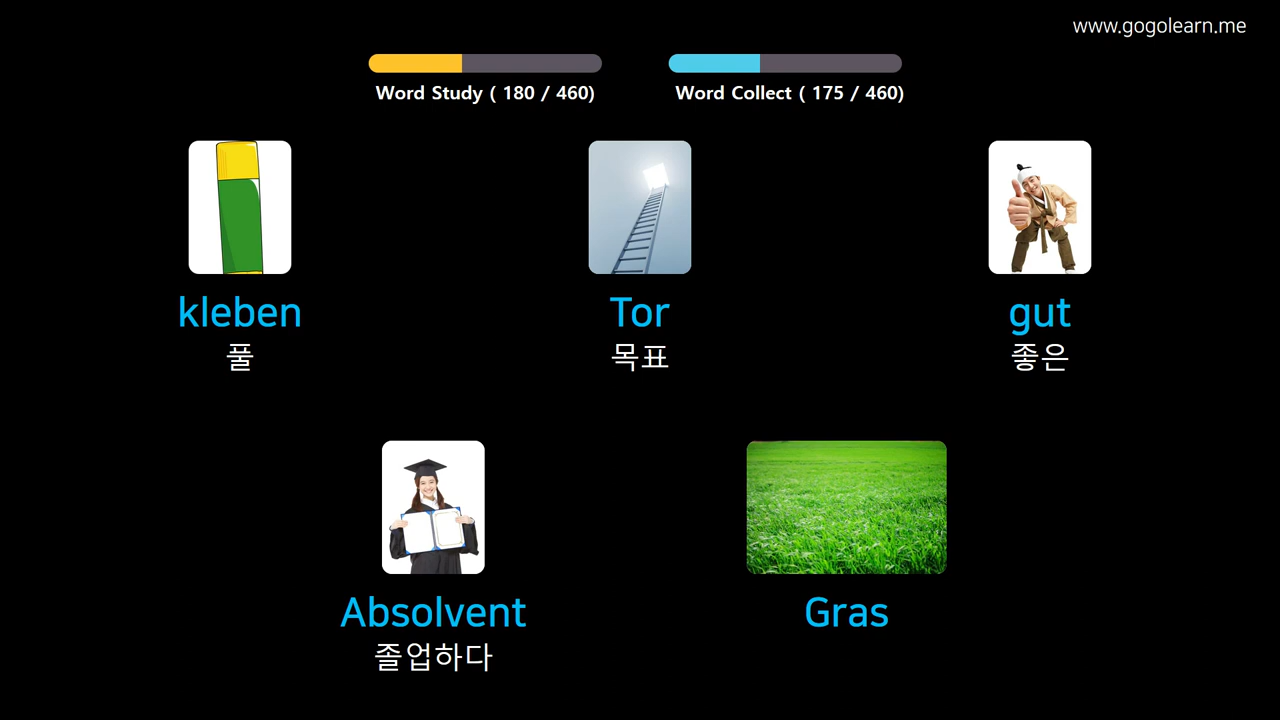 www.gogolearn.me
Word Study ( 180 / 460)
Word Collect ( 175 / 460)
kleben
풀
Tor
목표
gut
좋은
Absolvent
졸업하다
Gras